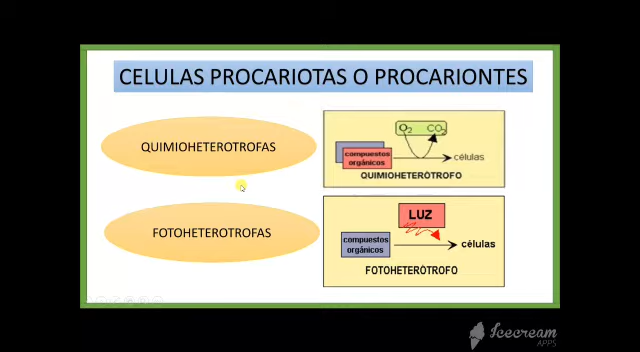 CELULAS PROCARIOTAS O PROCARIONTES
QUIMIOHETEROTROFAS
O₂ CO₂
compuestos
orgánicos
células
QUIMIOHETERÓTROFO
FOTOHETEROTROFAS
LUZ
compuestos
orgánicos
células
FOTOHETERÓTROFO
Icecream
APPS